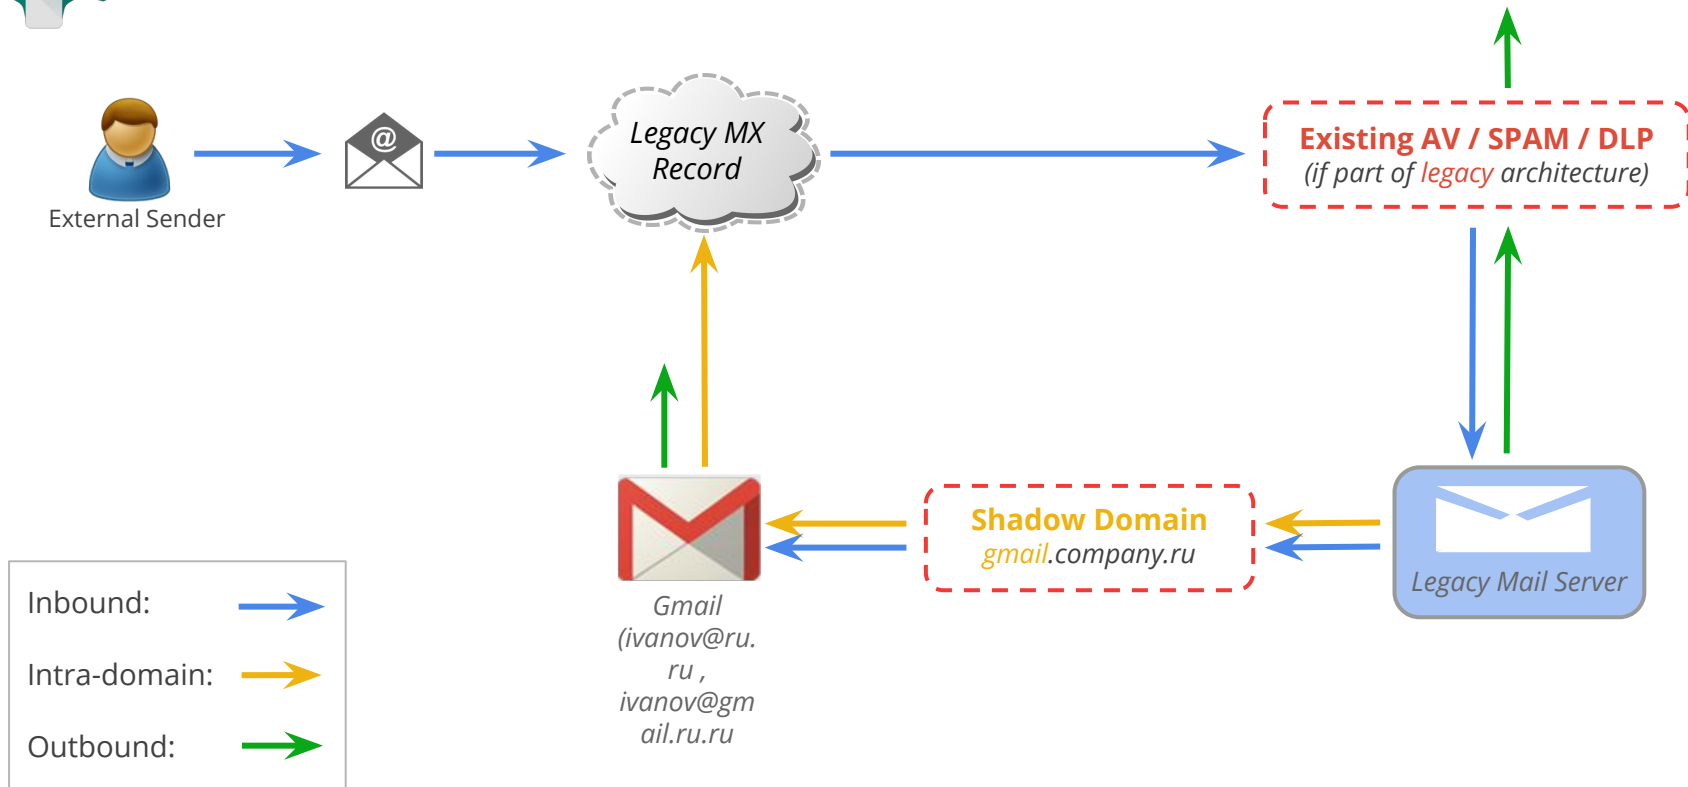 Legacy MX
Record
@
Existing AV / SPAM / DLP
(if part of legacy architecture)
External Sender
Shadow Domain
gmail.company.ru
Legacy Mail Server
Gmail
(ivanov@ru.
ru ,
ivanov@gm
ail.ru.ru
Inbound:
Intra-domain:
Outbound: